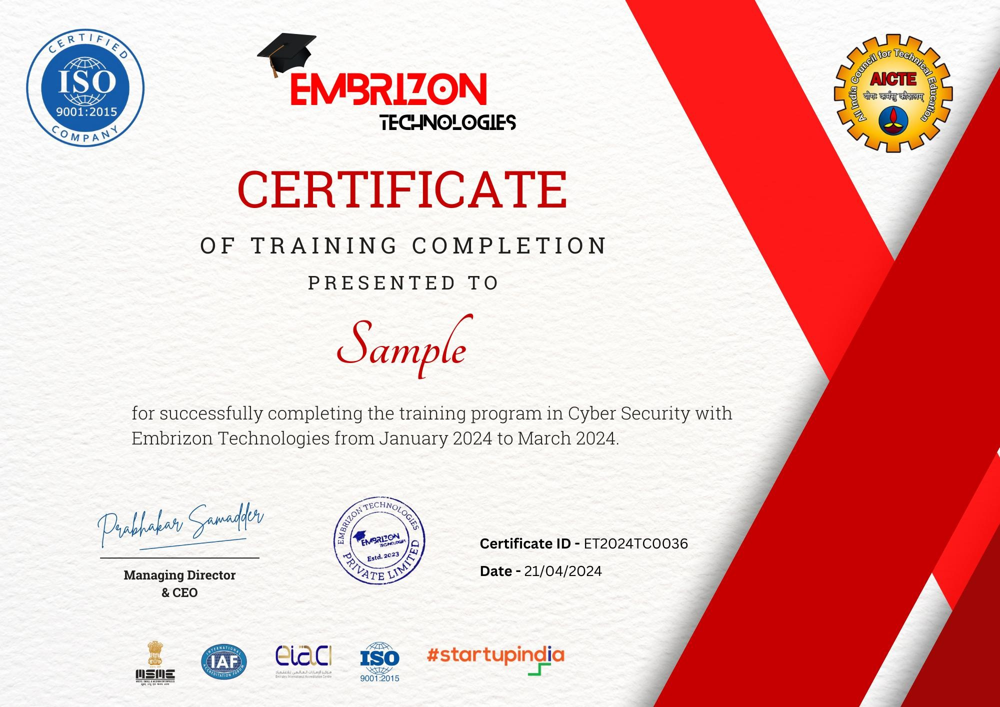 CERTIFIED
ISO
9001:2015
COMPANY
EMBRIZON
TECHNOLOGIES
All India Council for Technical Education
AICTE
योगः कर्मसु कौशलम्
CERTIFICATE
OF TRAINING COMPLETION
PRESENTED TO
Sample
for successfully completing the training program in Cyber Security with
Embrizon Technologies from January 2024 to March 2024.
Prabhakar Samadder
Managing Director
& CEO
EMBRIZON TECHNOLOGIES
EMBRIZON
TECHNOLOGIES
Estd. 2023
PRIVATE LIMITED
Certificate ID - ET2024TC0036
Date - 21/04/2024
MSME
MICRO, SMALL & MEDIUM ENTERPRISES
INTERNATIONAL
IAF
ACCREDITATION FORUM
eiaci
مركز الإمارات العالمي للاعتماد
Emirates International Accreditation Centre
ISO
9001:2015
#startupindia